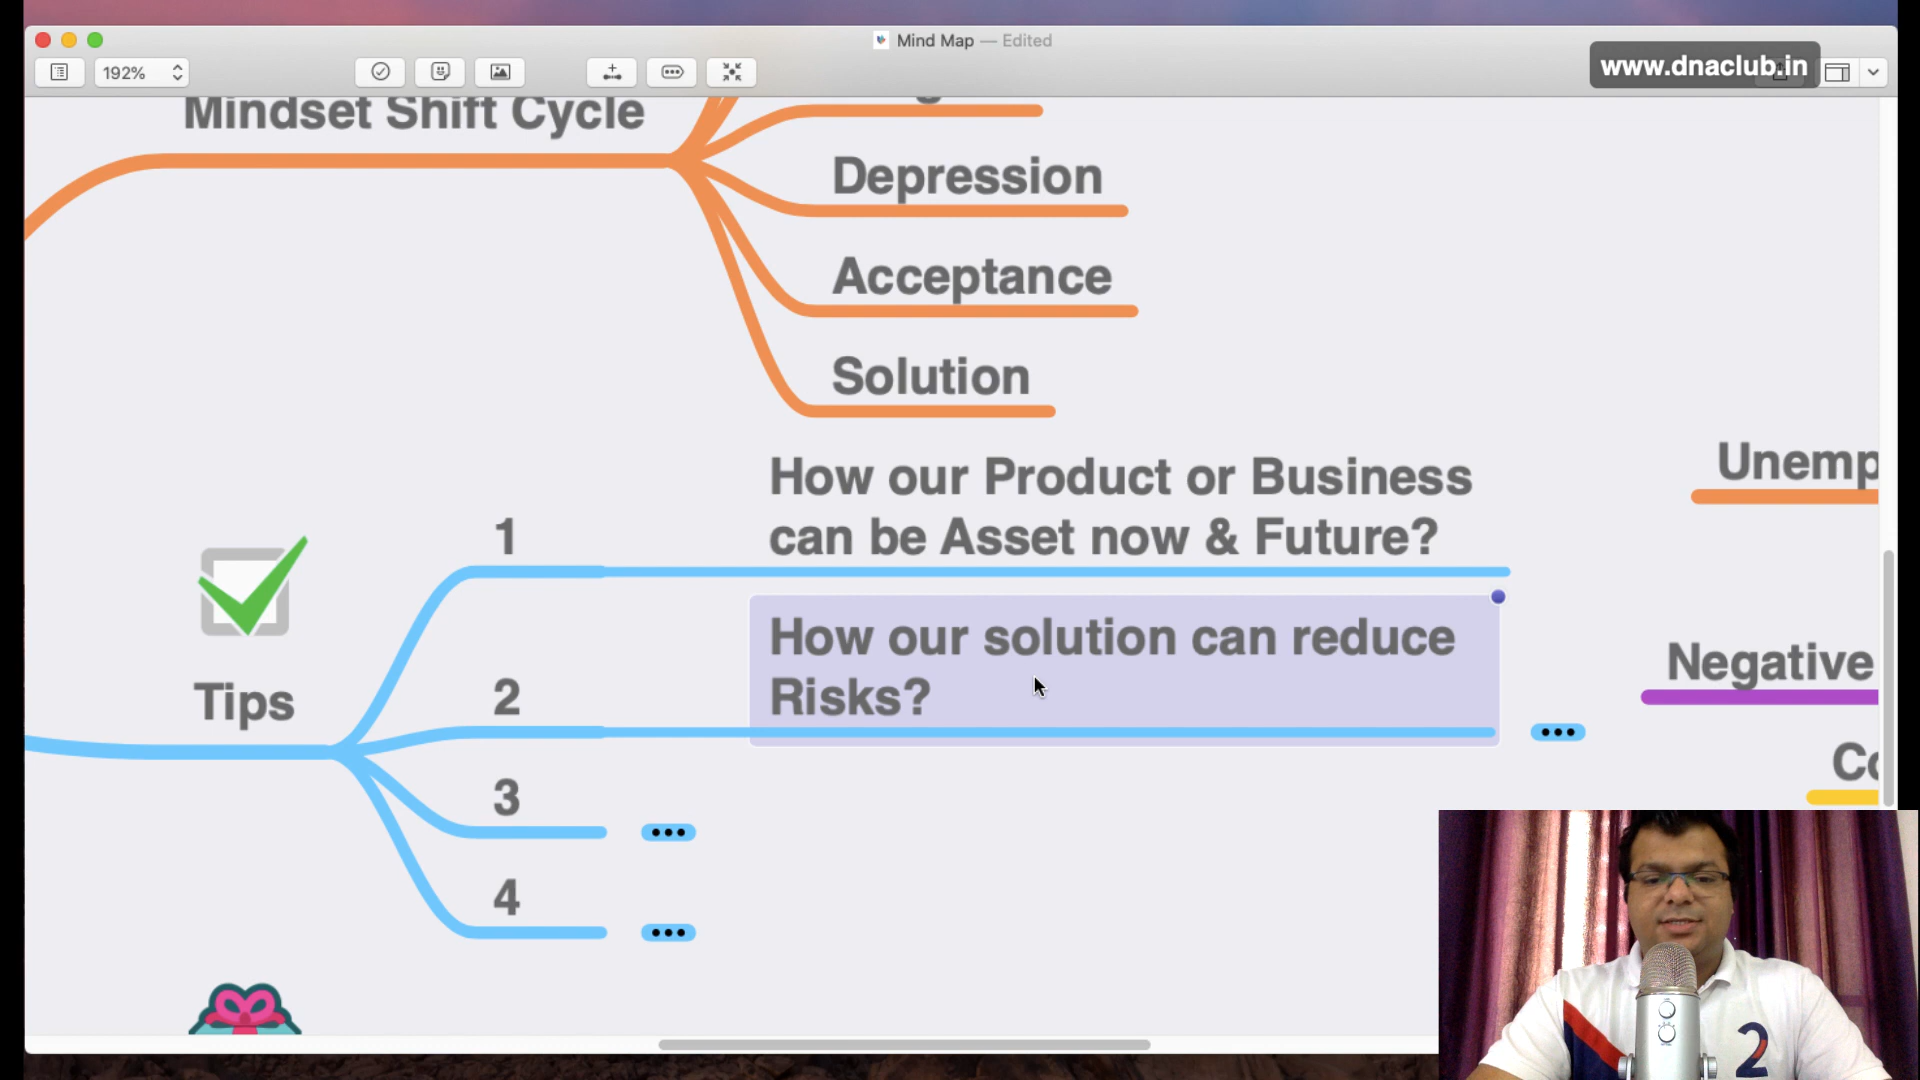 Mind Map — Edited
192%
www.dnaclub.in
Mindset Shift Cycle
Depression
Acceptance
Solution
How our Product or Business
can be Asset now & Future?
1
How our solution can reduce
Risks?
2
3
4
Tips
Negative
2